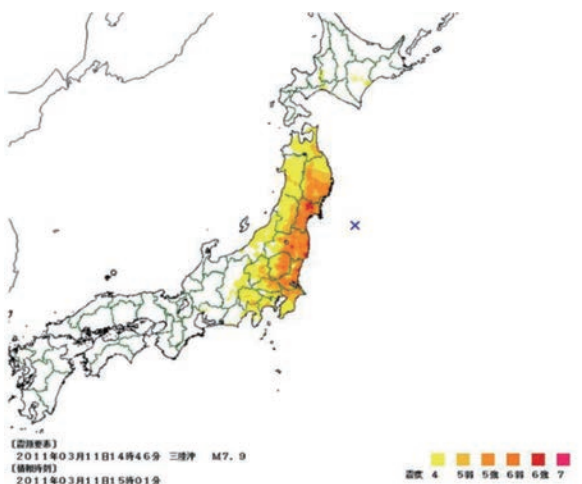 [震源要素]
2011年03月11日14時46分 三陸沖 M7.9
[情報時刻]
2011年03月11日15時01分
震度 4 5弱 5強 6弱 6強 7